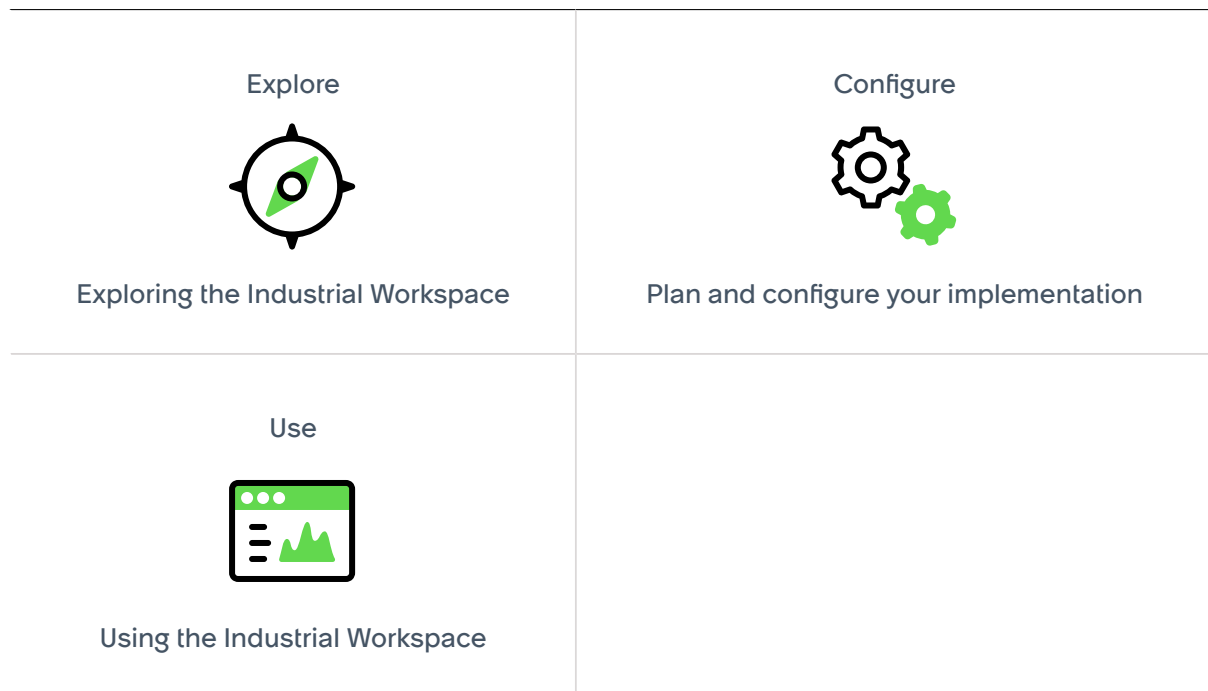 Explore
Configure
Exploring the Industrial Workspace
Plan and configure your implementation
Use
Using the Industrial Workspace